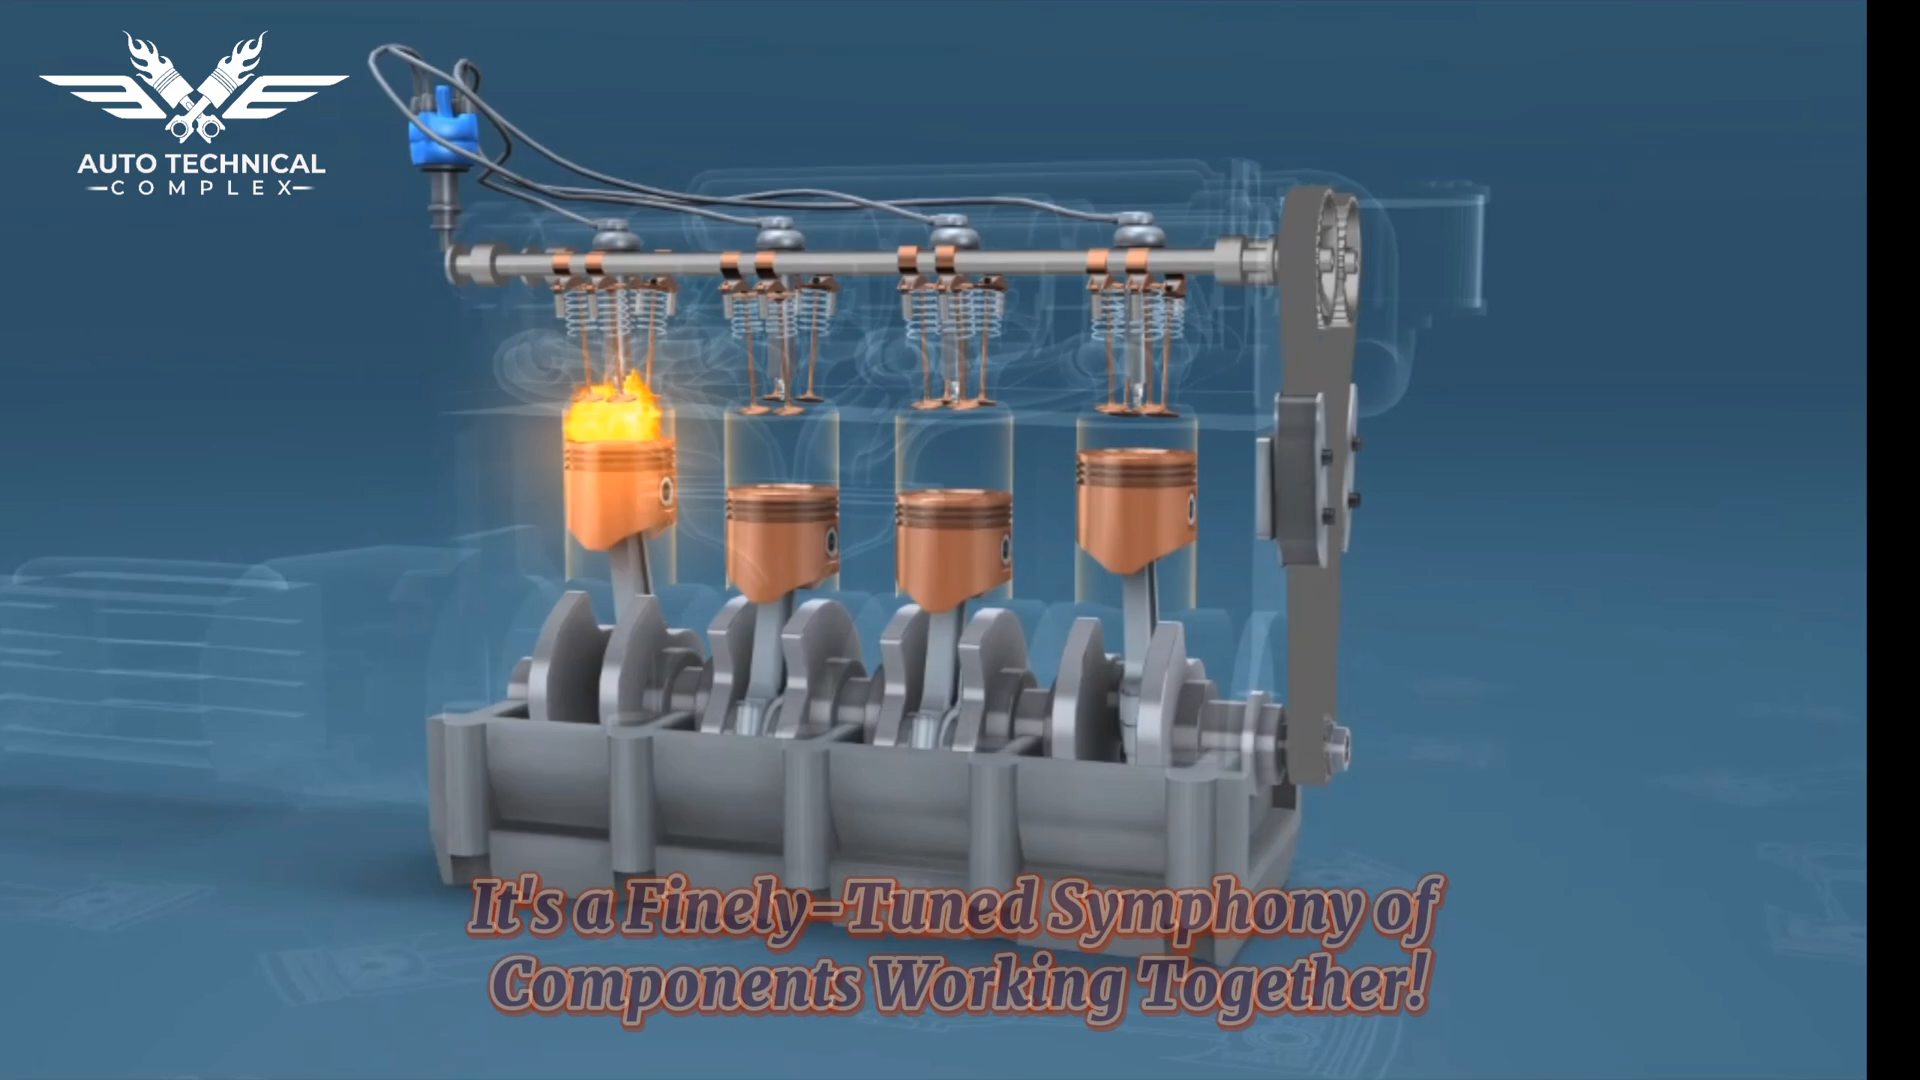 AUTO TECHNICAL
COMPLEX
It's a Finely-Tuned Symphony of
Components Working Together!